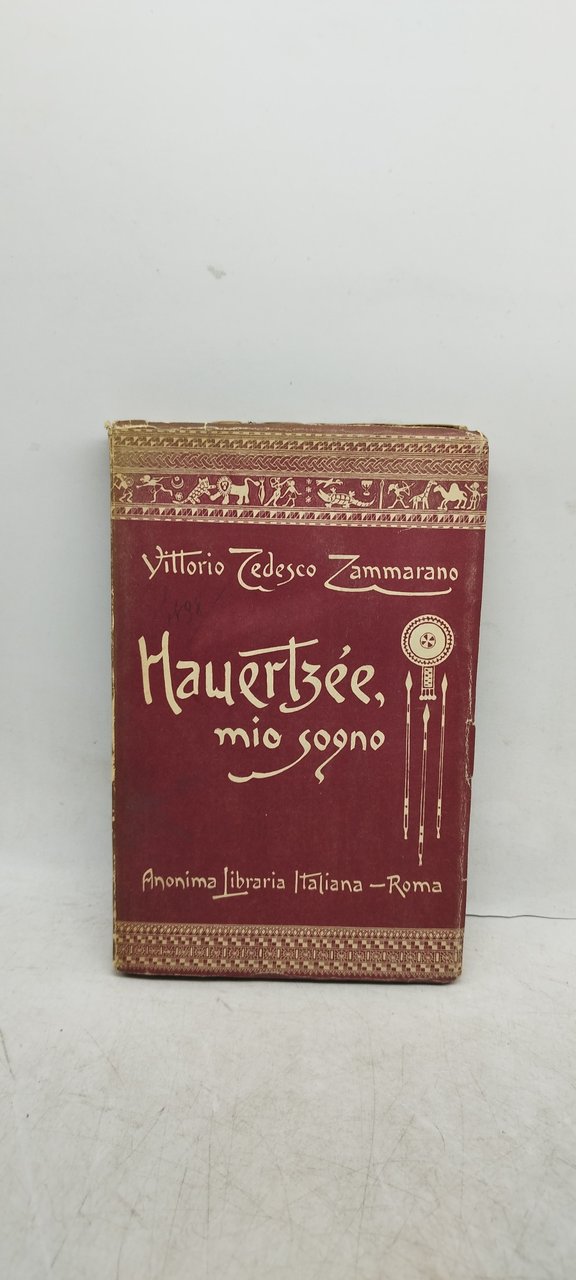 Vittorio Tedesco Zammarano
Hauertzée,
mio sogno
Anonima Libraria Italiana – Roma